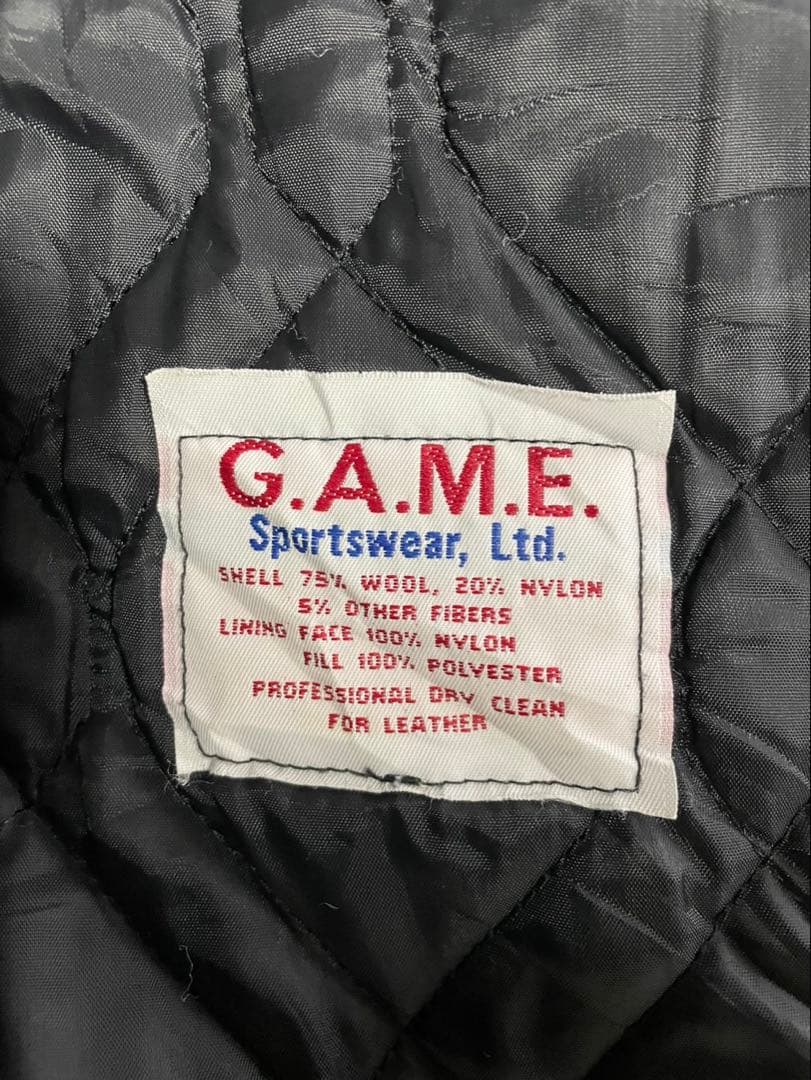 G.A.M.E.
Sportswear, Ltd.
SHELL 75% WOOL, 20% NYLON
5% OTHER FIBERS
LINING FACE 100% NYLON
FILL 100% POLYESTER
PROFESSIONAL DRY CLEAN
FOR LEATHER